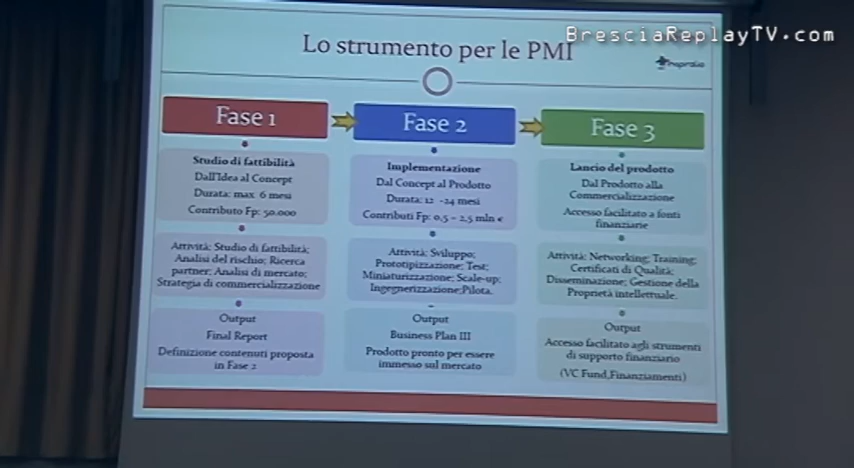 BresciaReplayTV.com
Lo strumento per le PMI
Fase 1
Studio di fattibilità
Dall'Idea al Concept
Durata: max 6 mesi
Contributo Fp: 50.000
Attività: Studio di fattibilità;
Analisi del rischio; Ricerca
partner; Analisi di mercato;
Strategia di commercializzazione
Output
Final Report
Definizione contenuti proposta
in Fase 2
Fase 2
Implementazione
Dal Concept al Prodotto
Durata: 12 -24 mesi
Contributi Fp: 0,5 – 2,5 mln €
Attività: Sviluppo;
Prototipizzazione; Test;
Miniaturizzazione; Scale-up;
Ingegnerizzazione;Pilota.
Output
Business Plan III
Prodotto pronto per essere
immesso sul mercato
Fase 3
Lancio del prodotto
Dal Prodotto alla
Commercializzazione
Accesso facilitato a fonti
finanziarie
Attività: Networking; Training;
Certificati di Qualità;
Disseminazione; Gestione della
Proprietà intellettuale.
Output
Accesso facilitato agli strumenti
di supporto finanziario
(VC Fund,Finanziamenti)